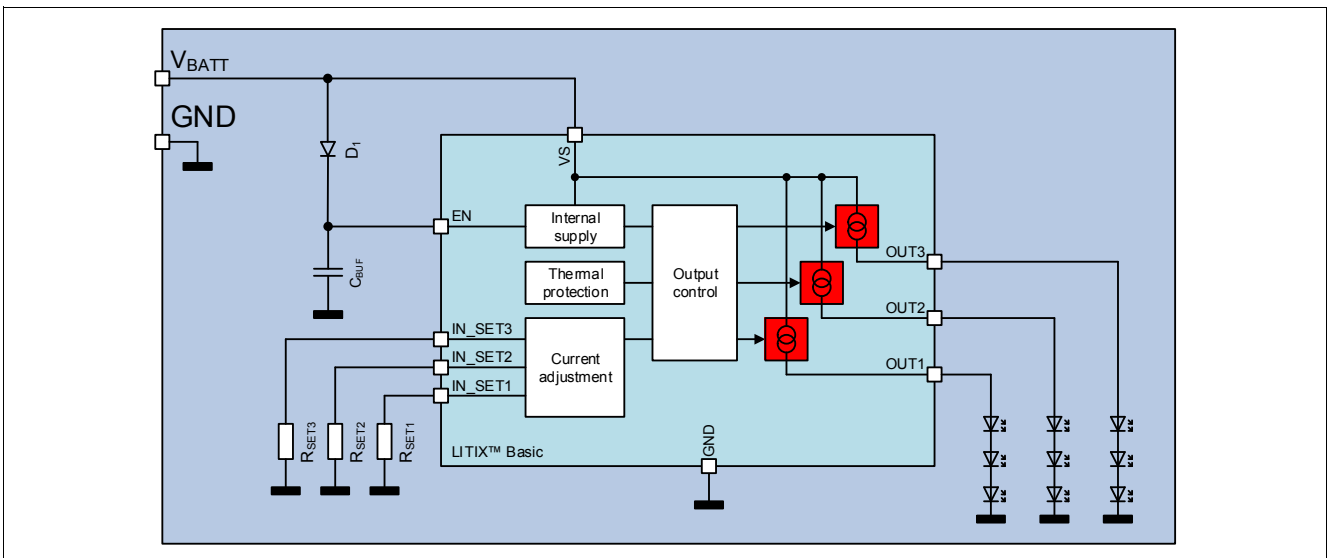 VBATT
GND
D1
VS
EN
Internal
supply
CBUF
Thermal
protection
Output
control
OUT3
OUT2
OUT1
IN_SET3
IN_SET2
IN_SET1
Current
adjustment
RSET3
RSET2
RSET1
LITIX™ Basic
GND